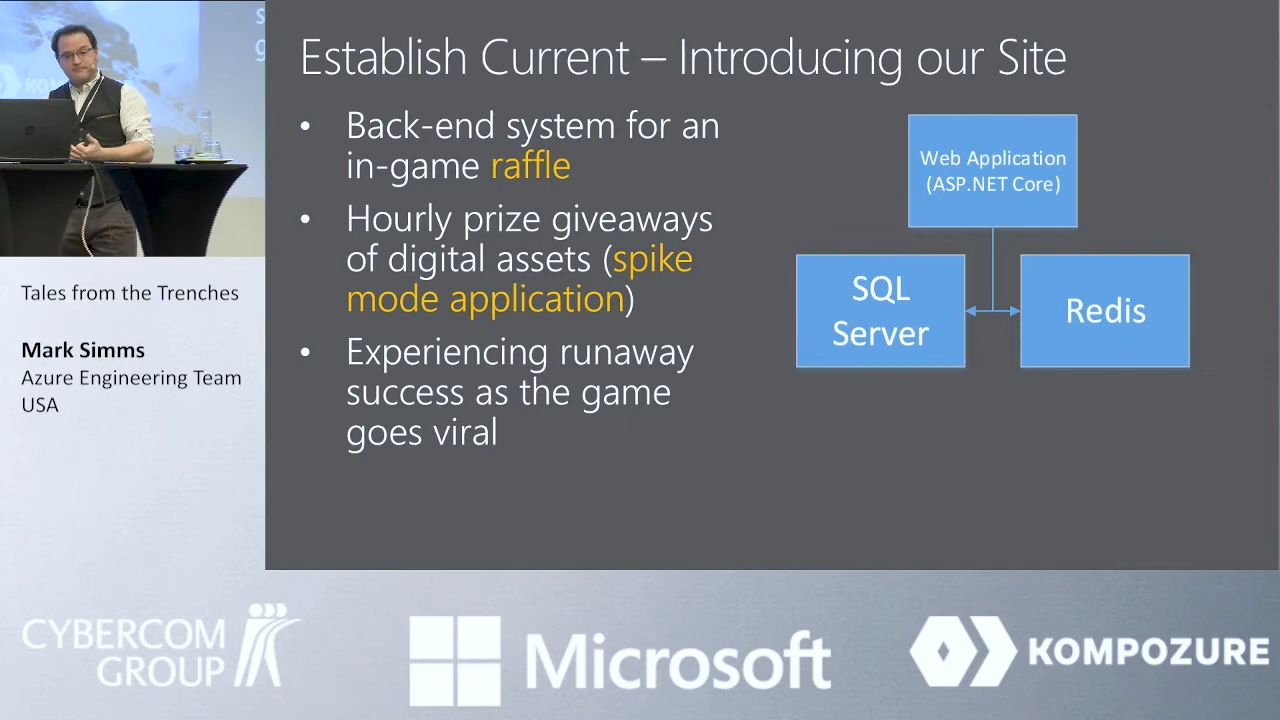 Establish Current – Introducing our Site
• Back-end system for an
in-game raffle
• Hourly prize giveaways
of digital assets (spike
mode application)
• Experiencing runaway
success as the game
goes viral
Web Application
(ASP.NET Core)
SQL
Server
Redis
Tales from the Trenches
Mark Simms
Azure Engineering Team
USA
CYBERCOM
GROUP
Microsoft
KOMPOZURE